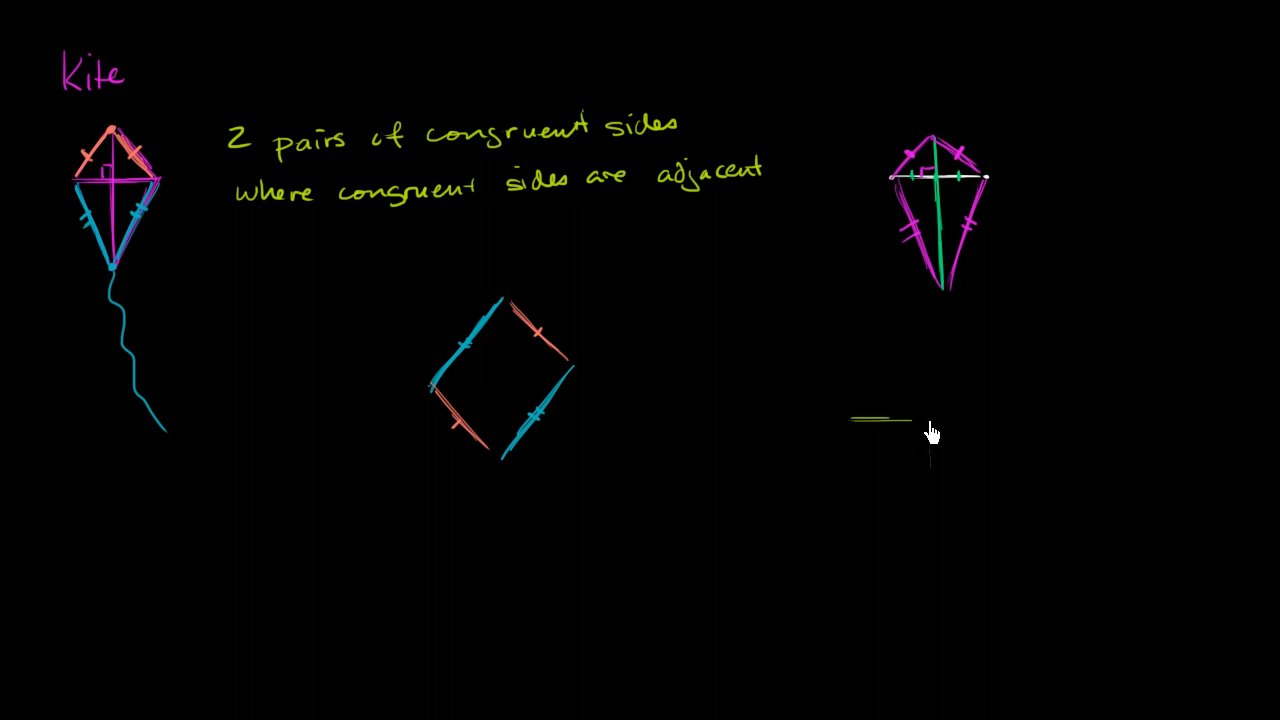 Kite
2 pairs of congruent sides
where congruent sides are adjacent